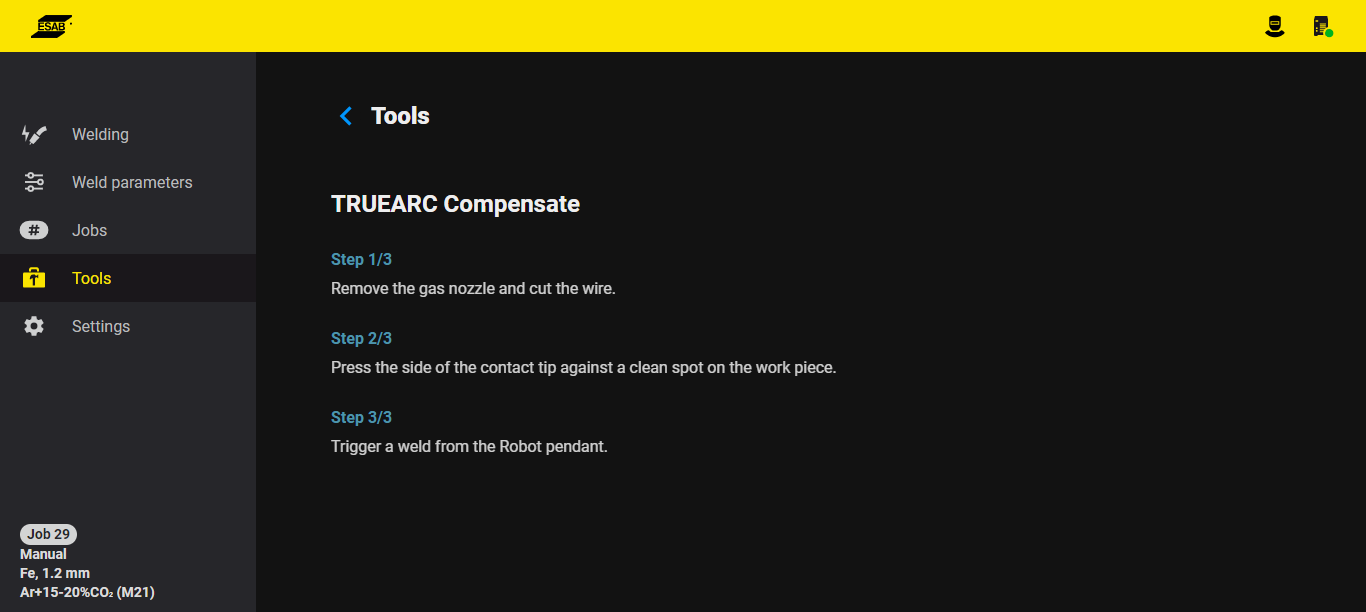 ESAB
Tools
Welding
Weld parameters
#
Jobs
Tools
Settings
TRUEARC Compensate
Step 1/3
Remove the gas nozzle and cut the wire.
Step 2/3
Press the side of the contact tip against a clean spot on the work piece.
Step 3/3
Trigger a weld from the Robot pendant.
Job 29
Manual
Fe, 1.2 mm
Ar+15-20%CO₂ (M21)